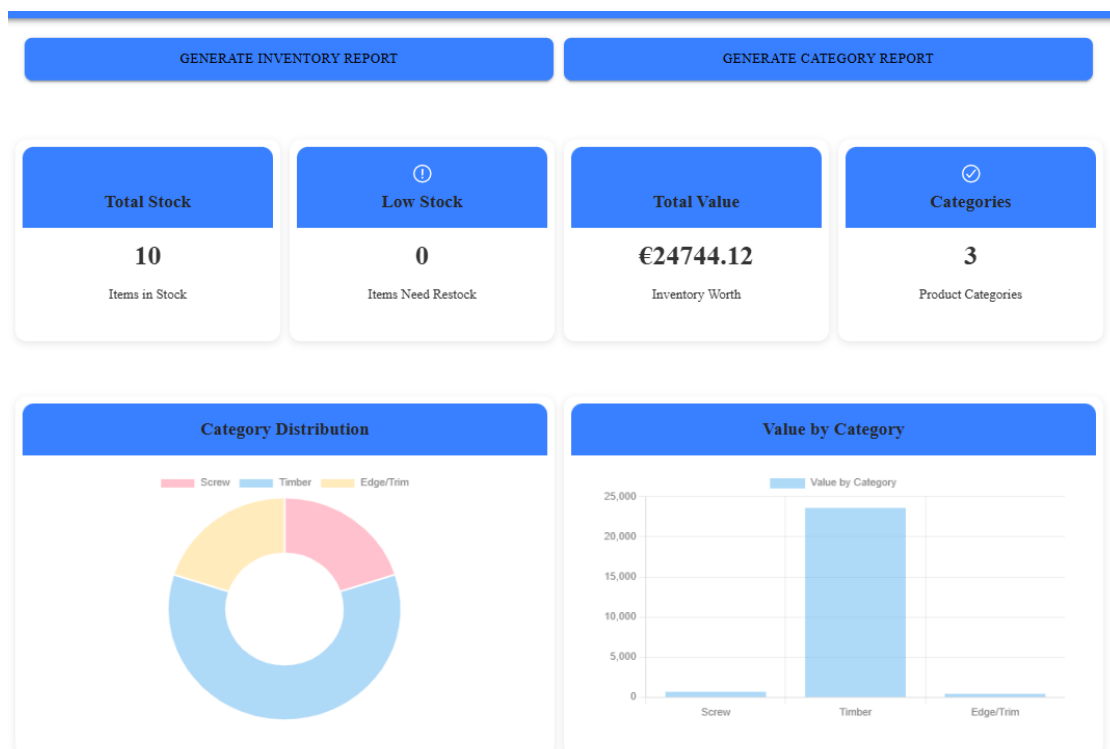 GENERATE INVENTORY REPORT
GENERATE CATEGORY REPORT
Total Stock
10
Items in Stock
Low Stock
0
Items Need Restock
Total Value
€24744.12
Inventory Worth
Categories
3
Product Categories
Category Distribution
Screw Timber Edge/Trim
Value by Category
Value by Category
25,000
20,000
15,000
10,000
5,000
0
Screw Timber Edge/Trim